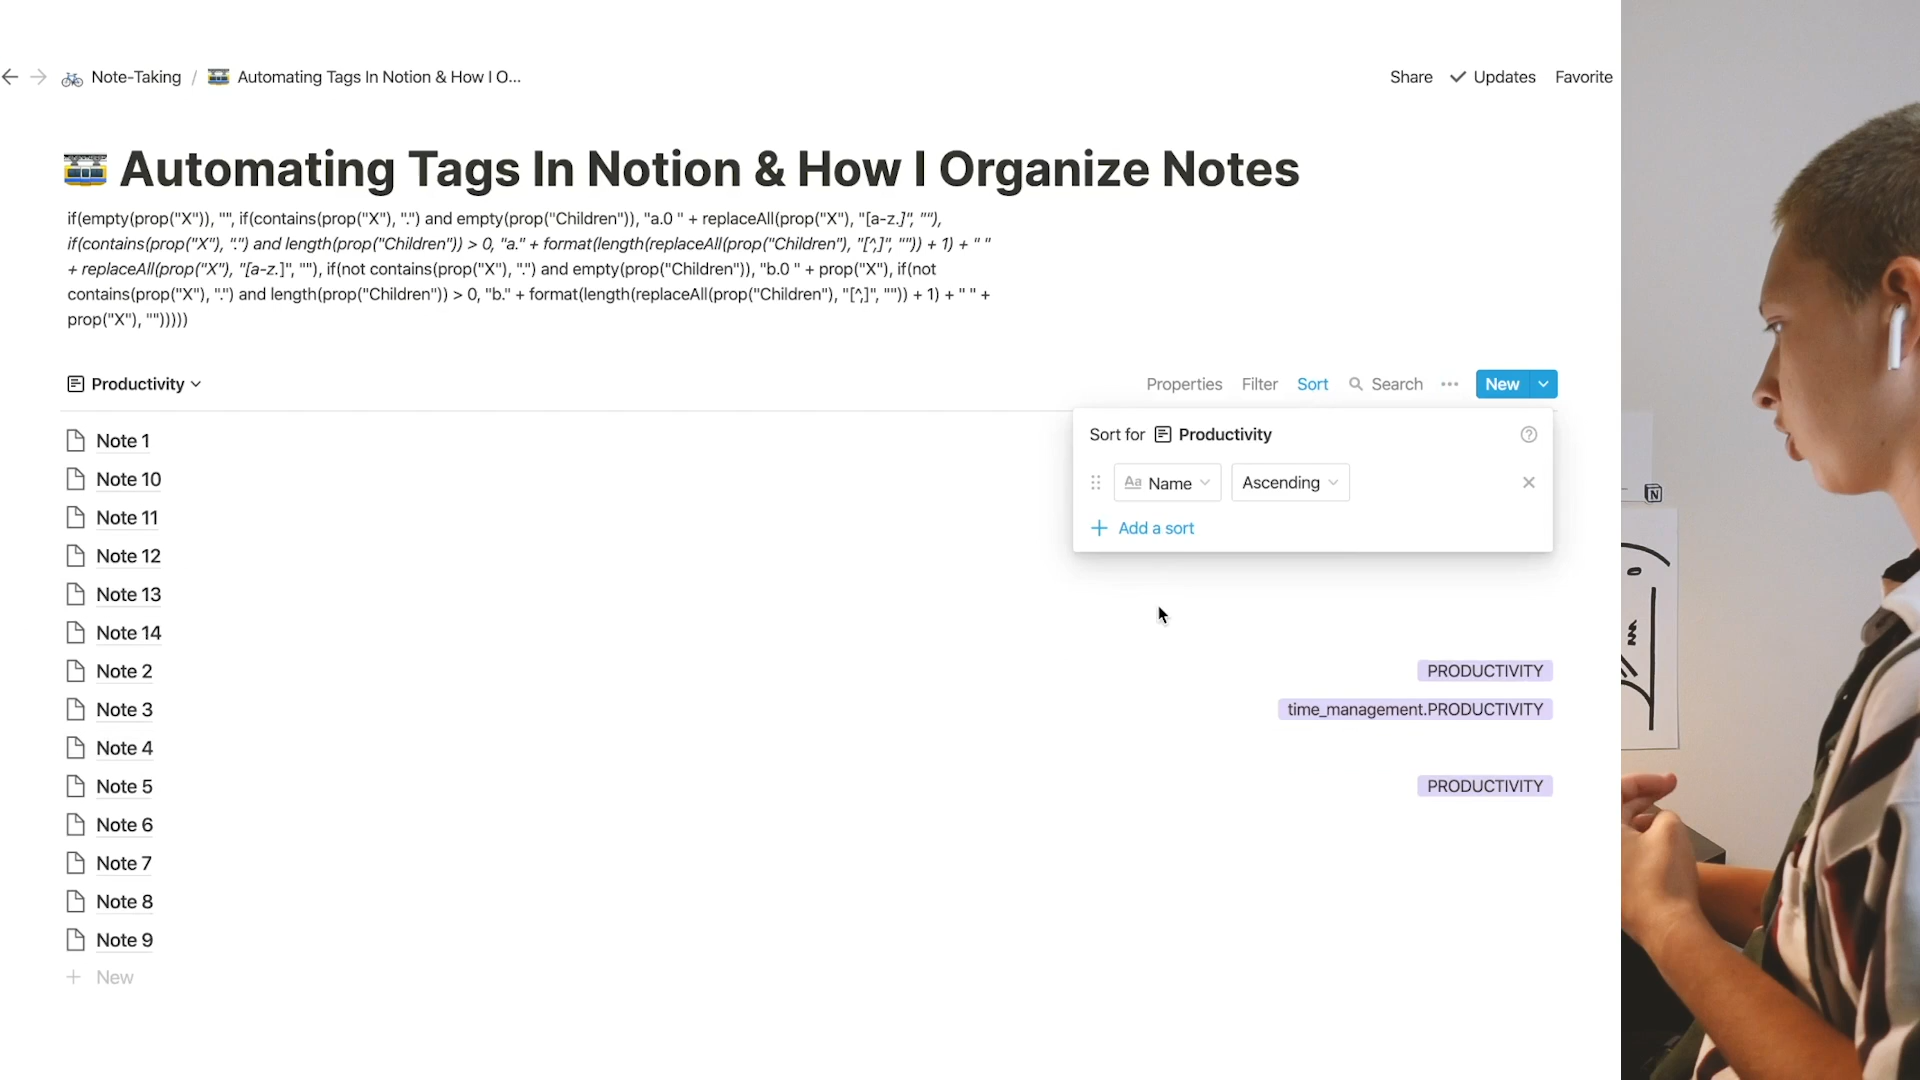 Note-Taking / Automating Tags In Notion & How I O...
Share Updates Favorite
Automating Tags In Notion & How I Organize Notes
if(empty(prop("X")), "", if(contains(prop("X"), ".") and empty(prop("Children")), "a.0 " + replaceAll(prop("X"), "[a-z.]", ""),
if(contains(prop("X"), ".") and length(prop("Children")) > 0, "a." + format(length(replaceAll(prop("Children"), "[^,]", "")) + 1) + " "
+ replaceAll(prop("X"), "[a-z.]", ""), if(not contains(prop("X"), ".") and empty(prop("Children")), "b.0 " + prop("X"), if(not
contains(prop("X"), ".") and length(prop("Children")) > 0, "b." + format(length(replaceAll(prop("Children"), "[^,]", "")) + 1) + " " +
prop("X"), "")))))
Productivity
Properties Filter Sort Search New
Sort for Productivity
Aa Name Ascending
Add a sort
Note 1
Note 10
Note 11
Note 12
Note 13
Note 14
Note 2 PRODUCTIVITY
Note 3 time_management.PRODUCTIVITY
Note 4
Note 5 PRODUCTIVITY
Note 6
Note 7
Note 8
Note 9
New